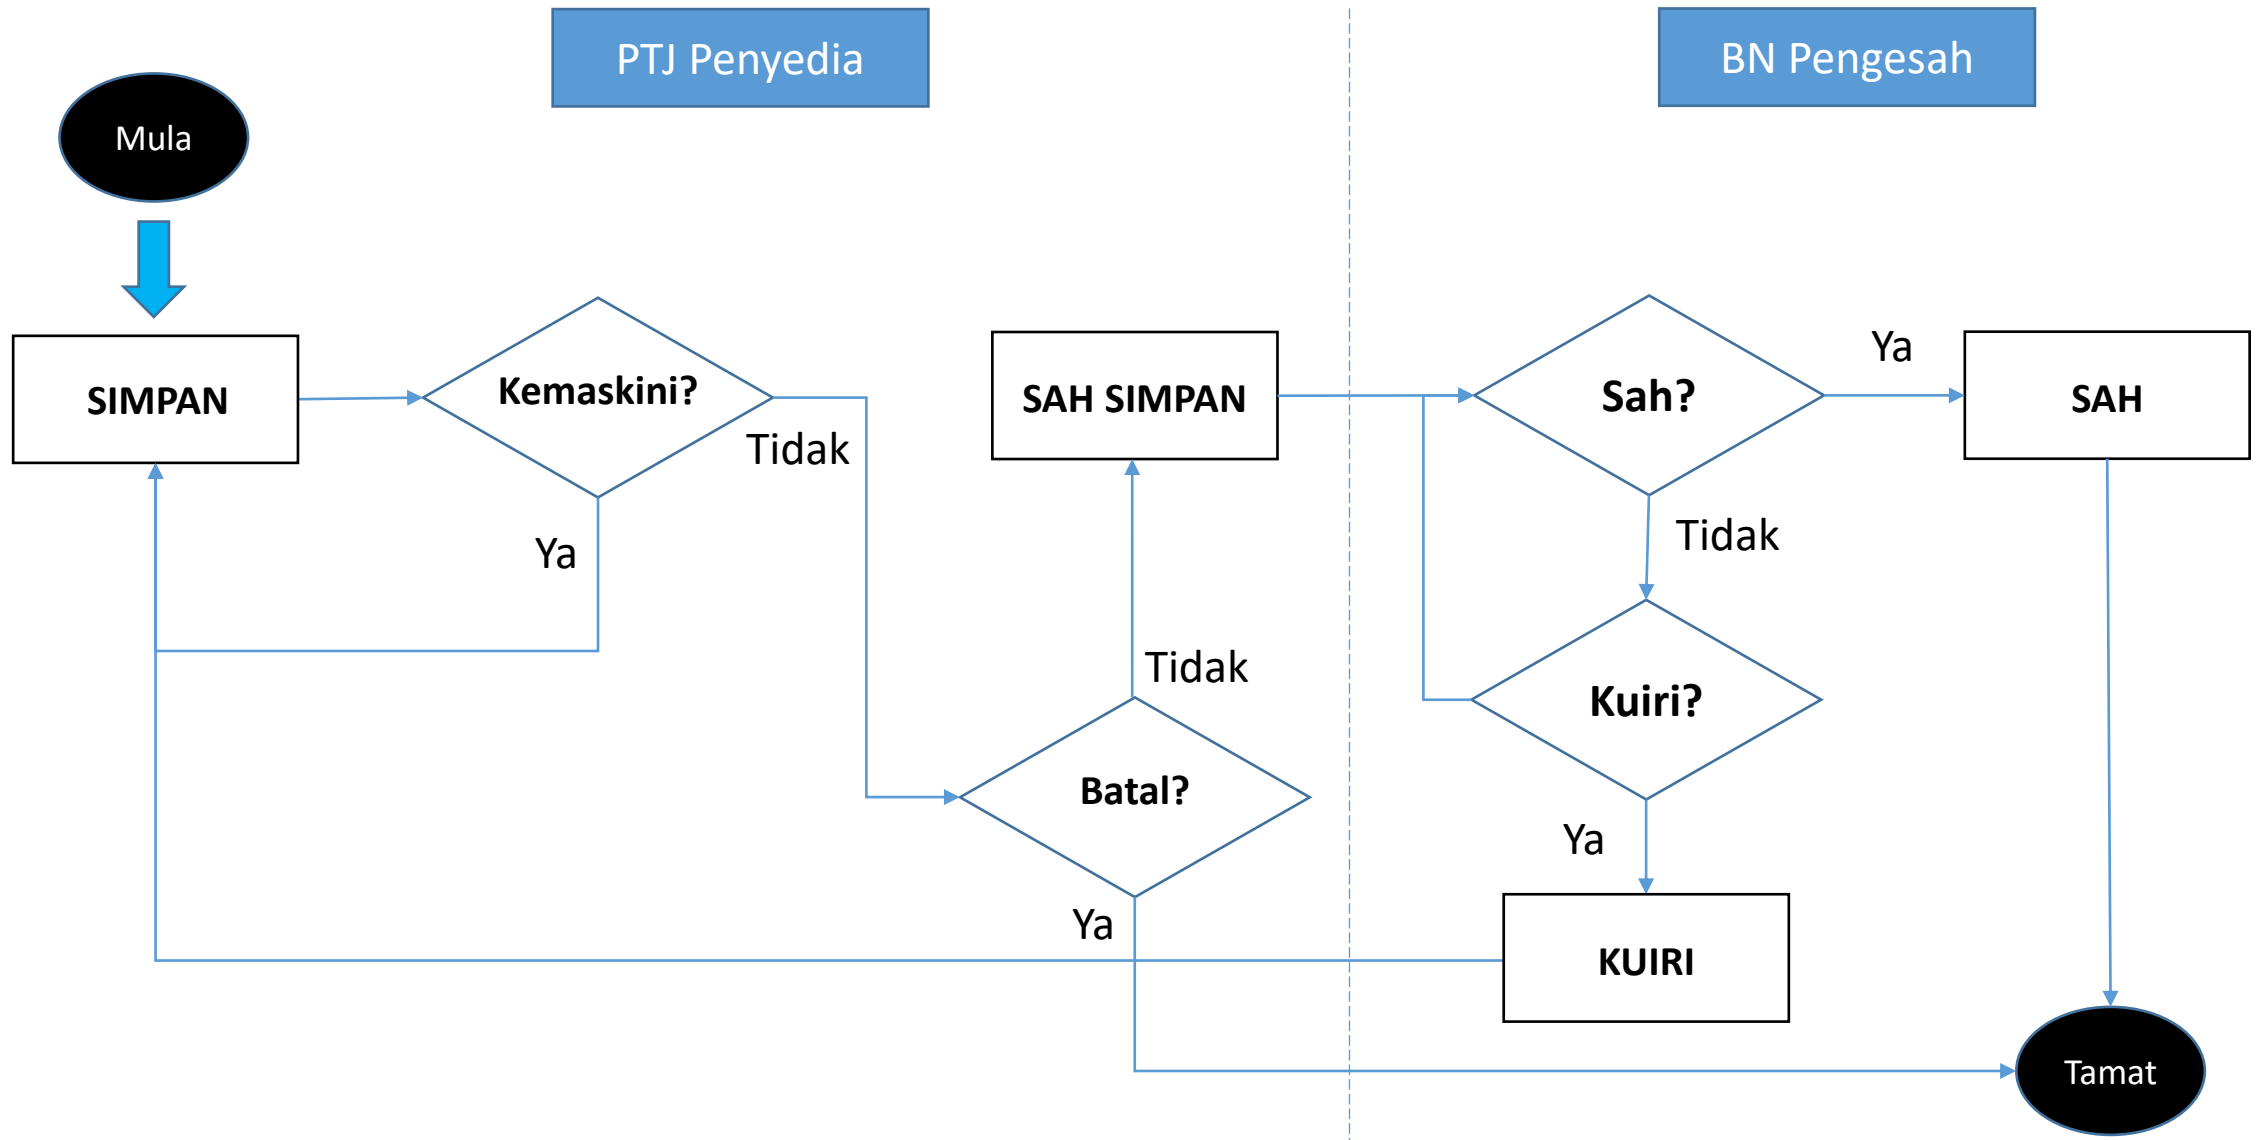 PTJ Penyedia
BN Pengesah
Mula
SIMPAN
Kemaskini?
Tidak
Ya
SAH SIMPAN
Tidak
Batal?
Ya
Sah?
Ya
SAH
Tidak
Kuiri?
Ya
KUIRI
Tamat